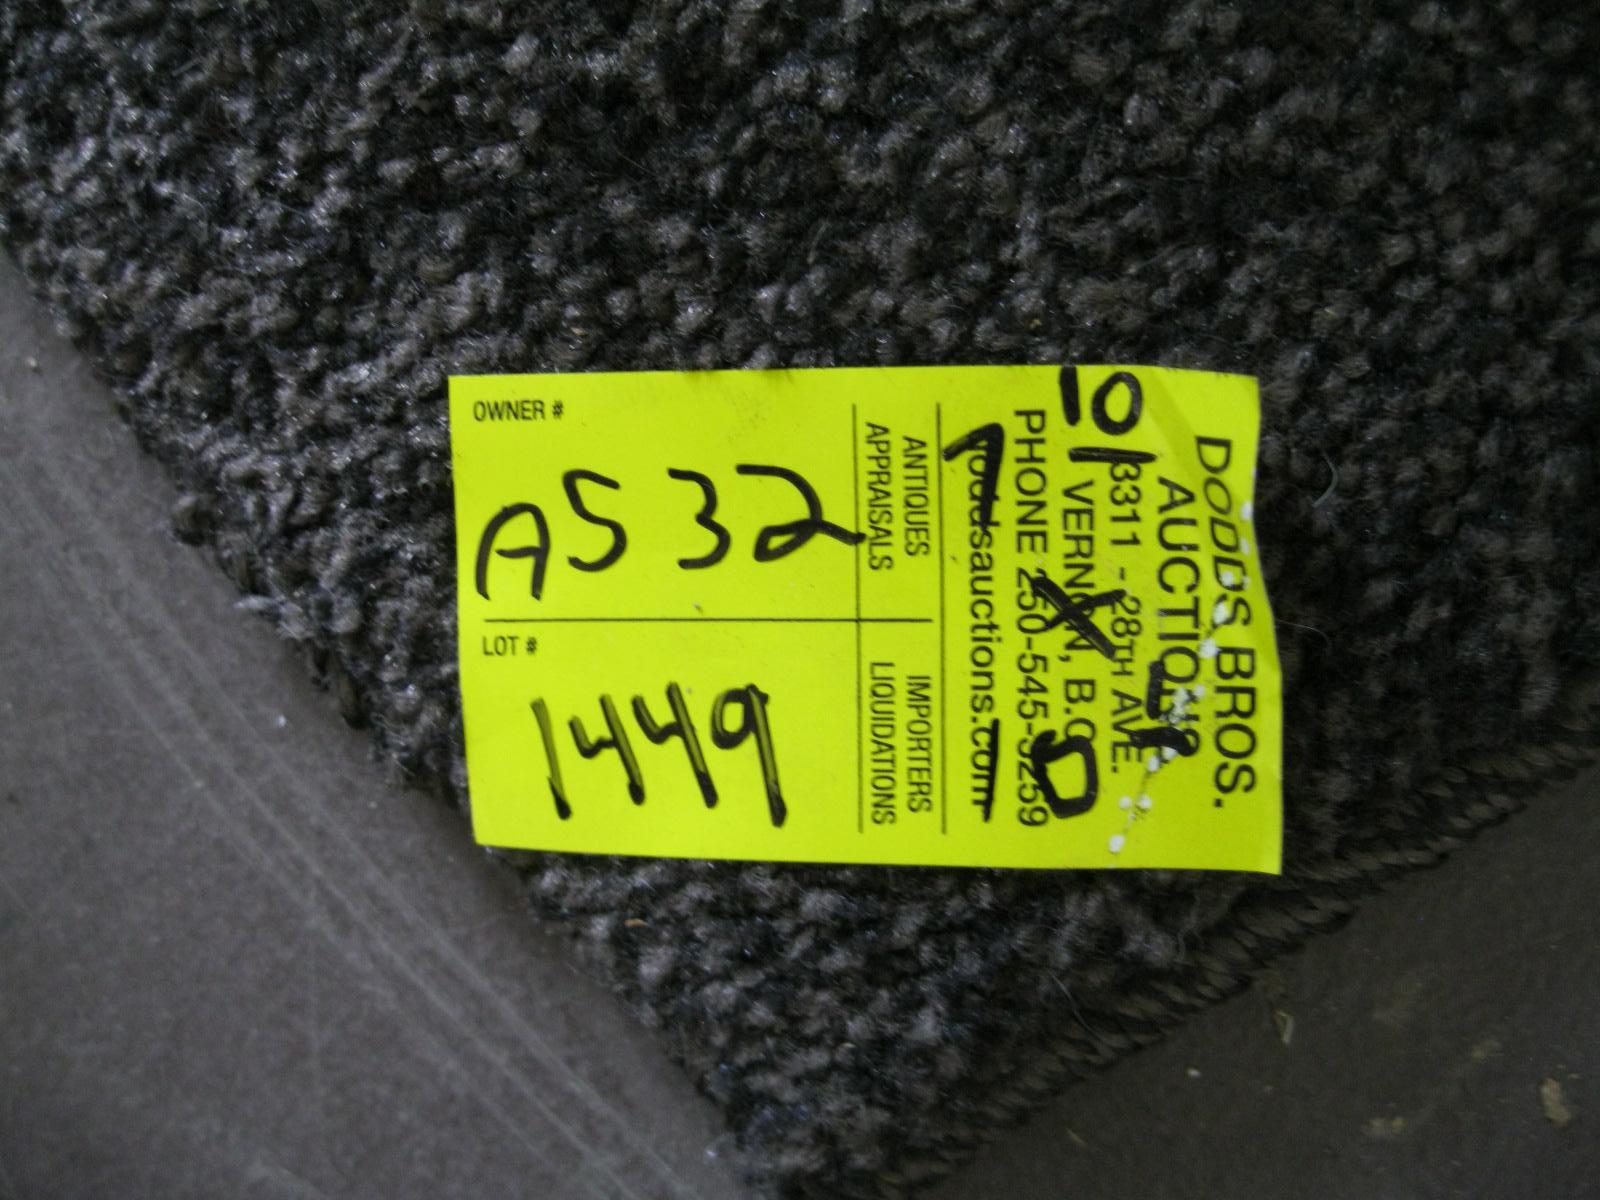 OWNER #
A532
LOT #
1449
ANTIQUES
APPRAISALS
IMPORTERS
LIQUIDATIONS
DODDS BROS.
AUCTIONS
3311 - 28TH AVE.
VERNON, B.C.
PHONE 250-545-3259
doddsauctions.com
10
X